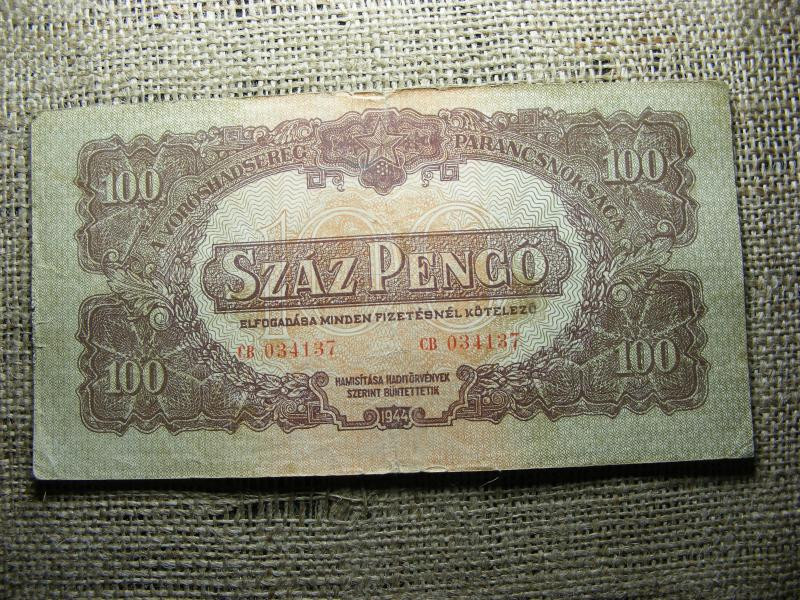 A VÖRÖSHADSEREG PARANCSNOKSÁGA
100 100
100
SZÁZ PENGŐ
ELFOGADÁSA MINDEN FIZETÉSNÉL KÖTELEZŐ
CB 034137 CB 034137
100 100
HAMISÍTÁSA HADITÖRVÉNYEK
SZERINT BÜNTETTETIK
1944